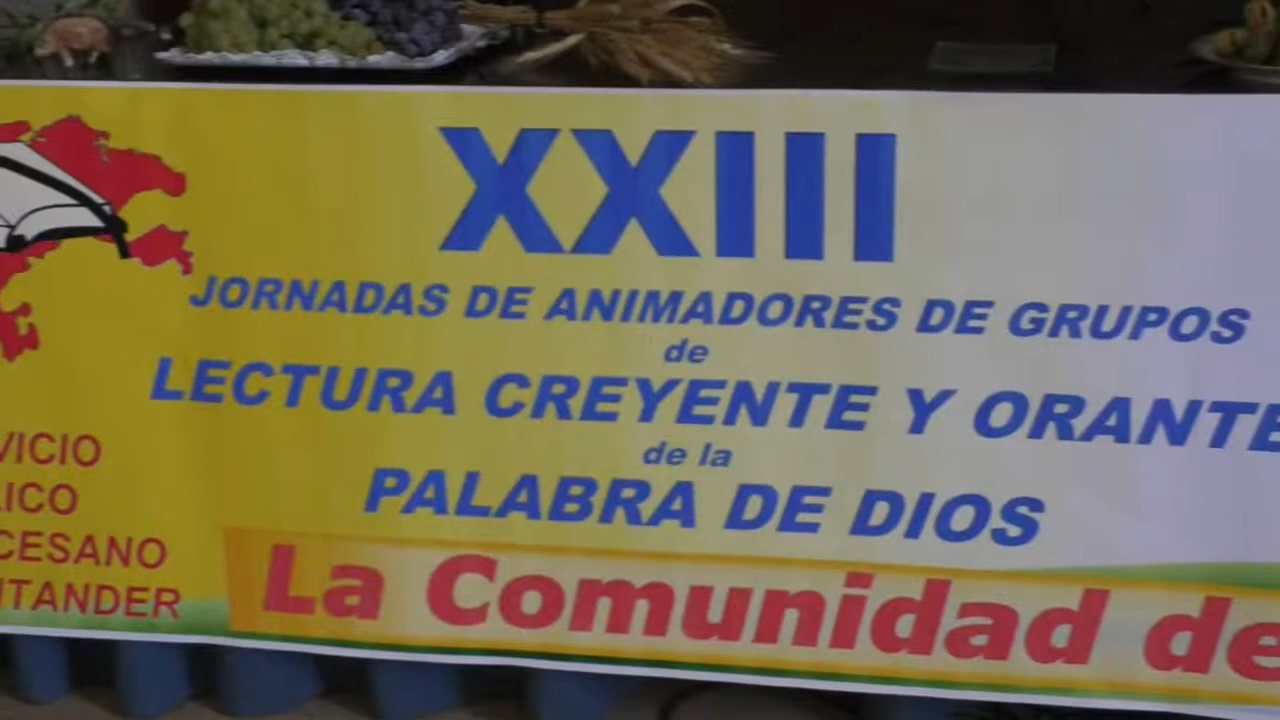 XXIII
JORNADAS DE ANIMADORES DE GRUPOS
de
LECTURA CREYENTE Y ORANTE
de la
PALABRA DE DIOS
VICIO
LICO
CESANO
NTANDER
La Comunidad de